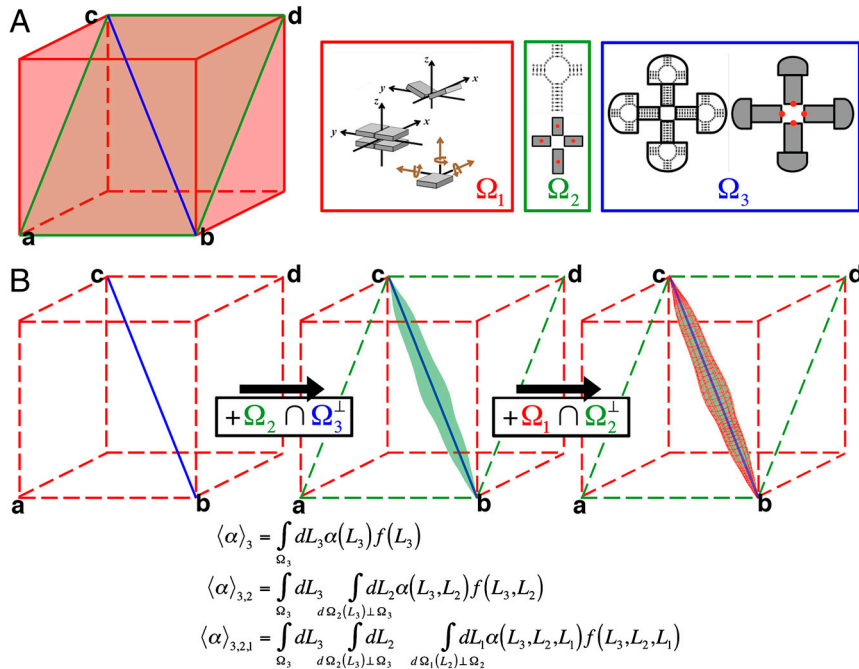 A
c d
a b
z
x
y
z
x
y
Ω₁
Ω₂
Ω₃
B
c d c d c d
+ Ω₂ ∩ Ω₃^⊥ + Ω₁ ∩ Ω₂^⊥
a b a b a b
⟨α⟩₃ = ∫_{Ω₃} dL₃α(L₃)f(L₃)
⟨α⟩₃,₂ = ∫_{Ω₃} dL₃ ∫_{dΩ₂(L₃)⊥Ω₃} dL₂α(L₃,L₂)f(L₃,L₂)
⟨α⟩₃,₂,₁ = ∫_{Ω₃} dL₃ ∫_{dΩ₂(L₃)⊥Ω₃} dL₂ ∫_{dΩ₁(L₂)⊥Ω₂} dL₁α(L₃,L₂,L₁)f(L₃,L₂,L₁)